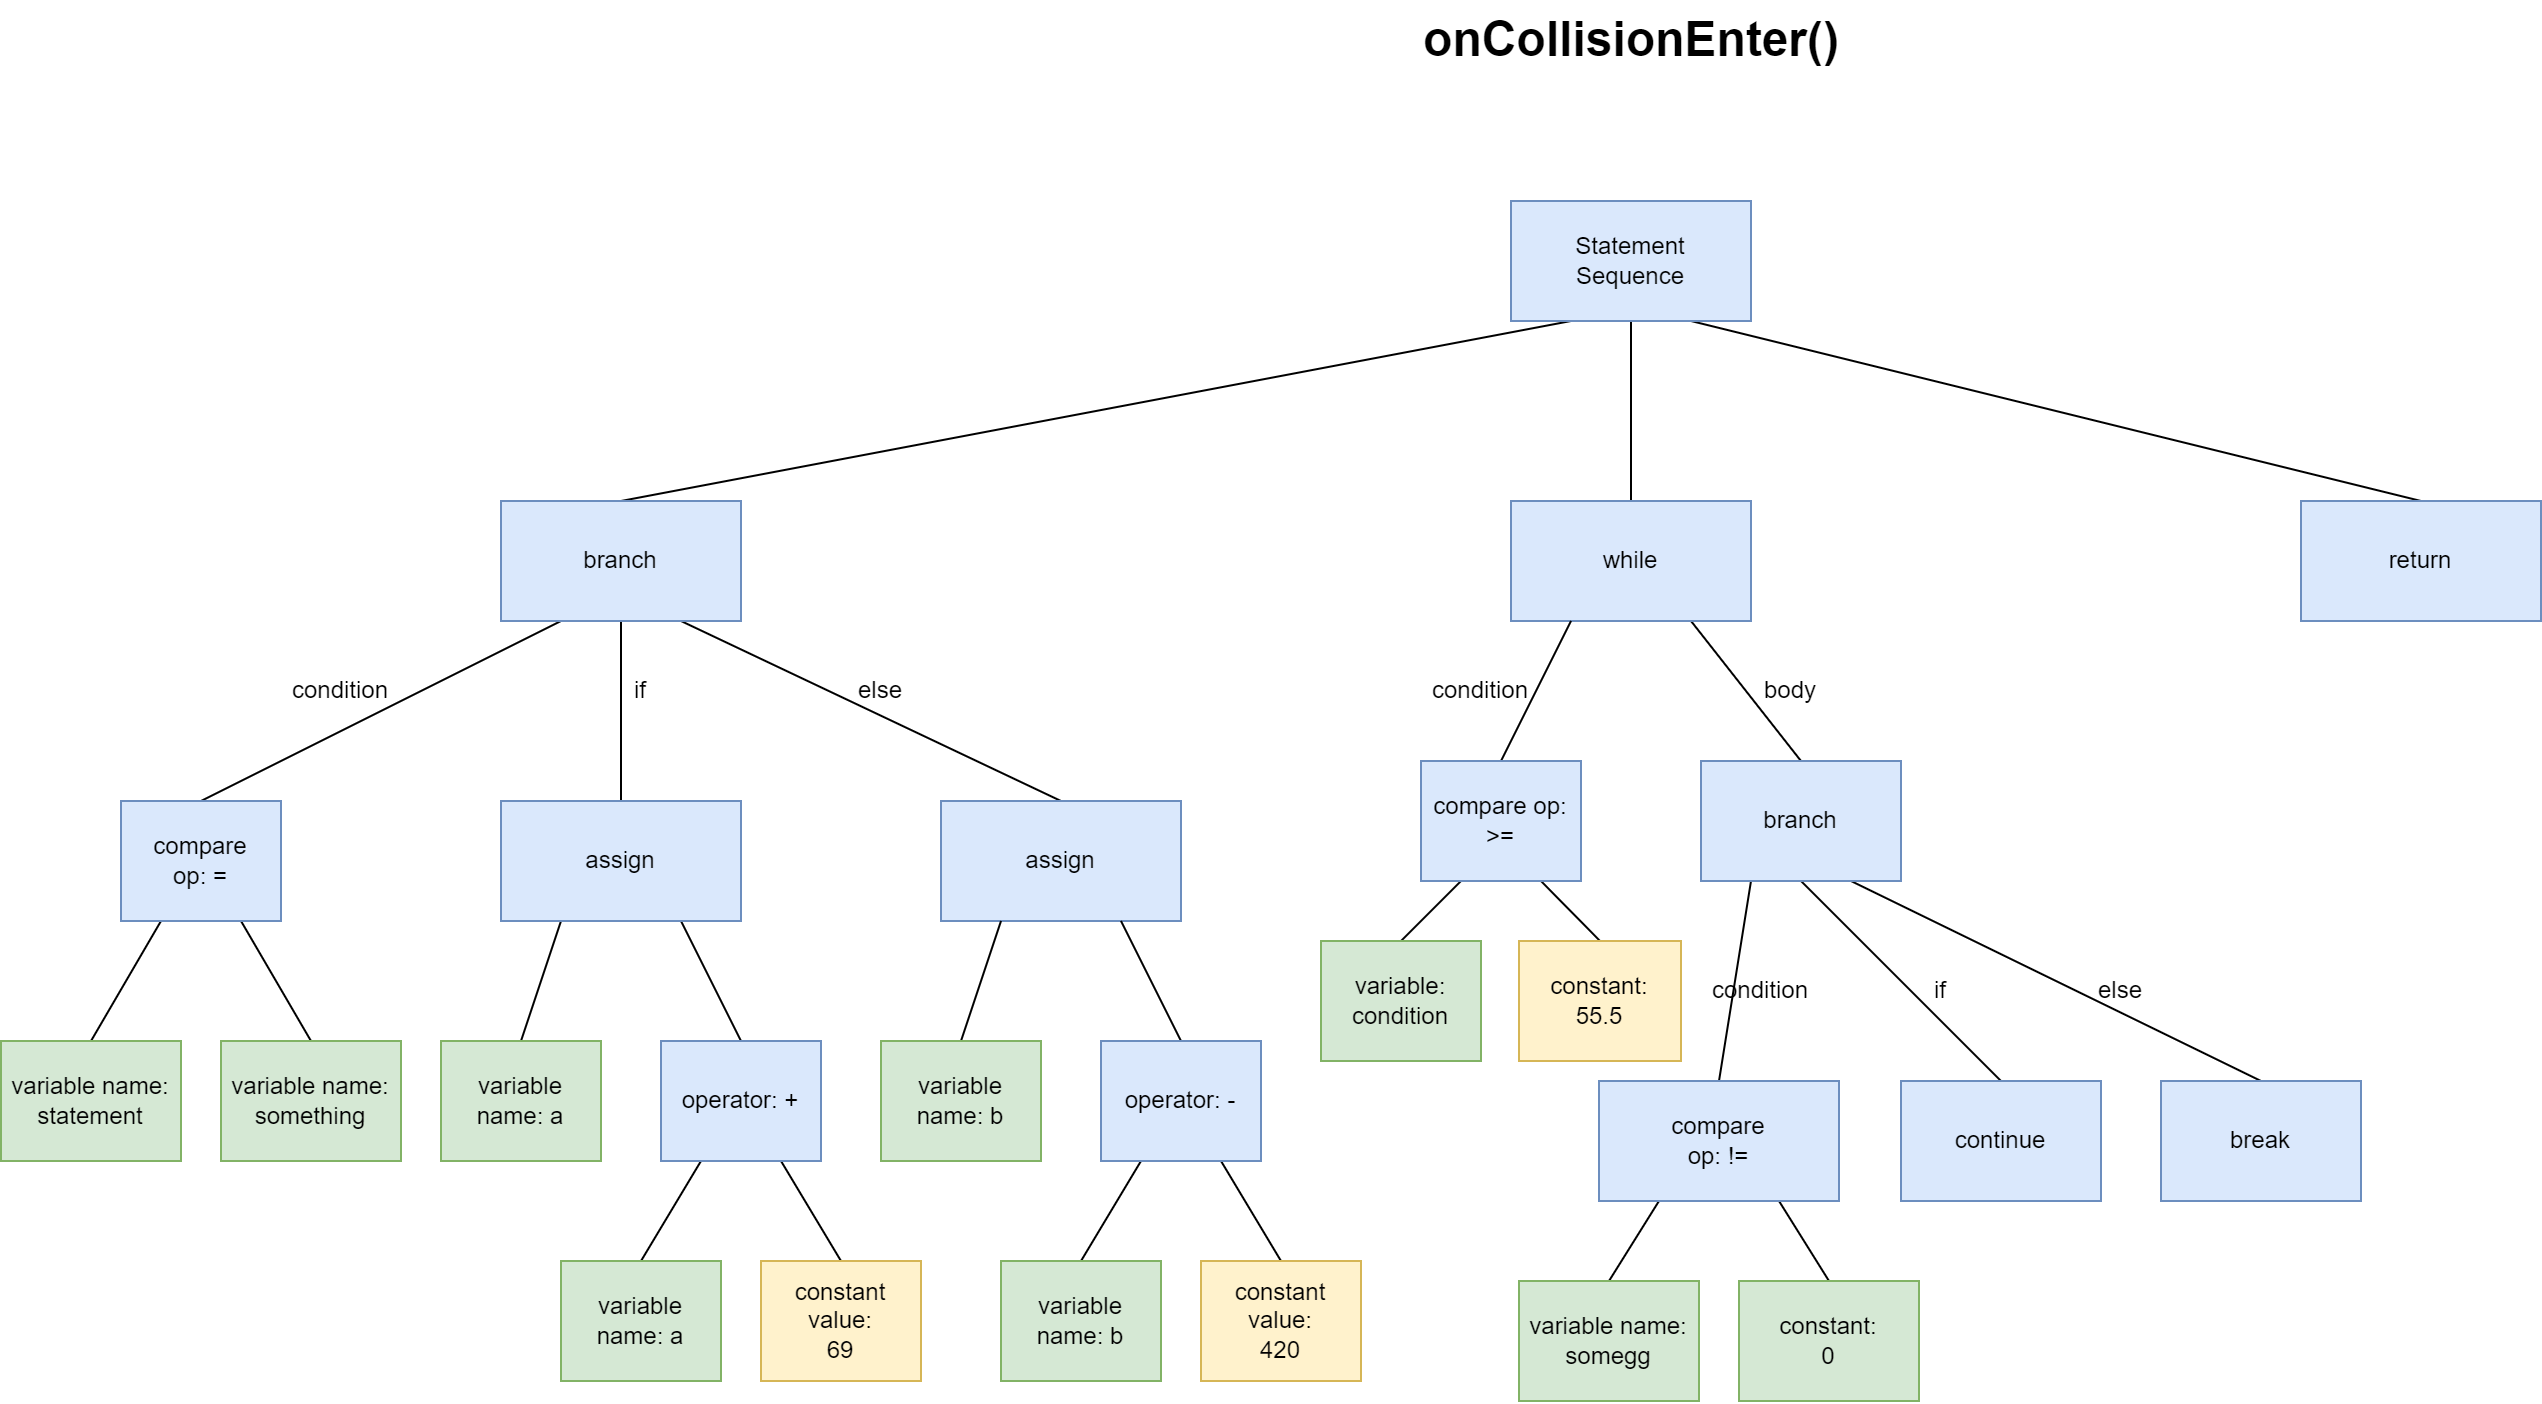 onCollisionEnter()
Statement
Sequence
branch
while
return
condition
if
else
condition
body
compare
op: =
assign
assign
compare op:
>=
branch
variable name:
statement
variable name:
something
variable
name: a
operator: +
variable
name: b
operator: -
variable:
condition
constant:
55.5
condition
if
else
compare
op: !=
continue
break
variable
name: a
constant
value:
69
variable
name: b
constant
value:
420
variable name:
somegg
constant:
0